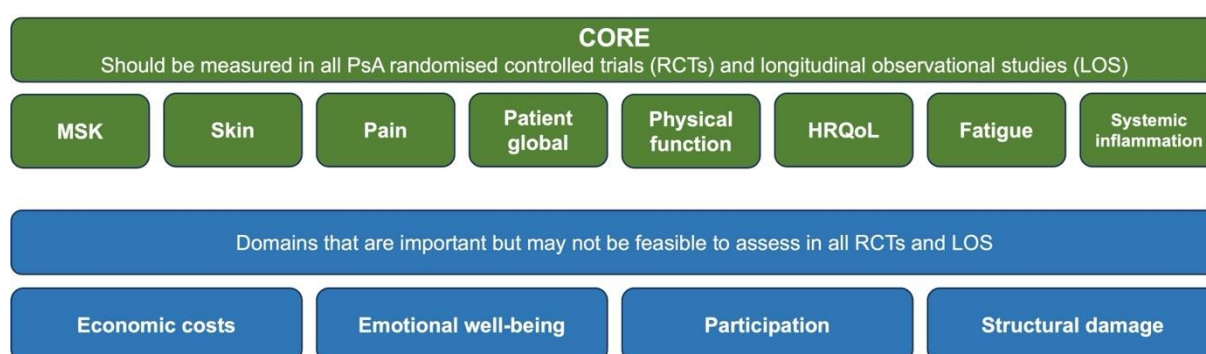 CORE
Should be measured in all PsA randomised controlled trials (RCTs) and longitudinal observational studies (LOS)
MSK
Skin
Pain
Patient
global
Physical
function
HRQoL
Fatigue
Systemic
inflammation
Domains that are important but may not be feasible to assess in all RCTs and LOS
Economic costs
Emotional well-being
Participation
Structural damage